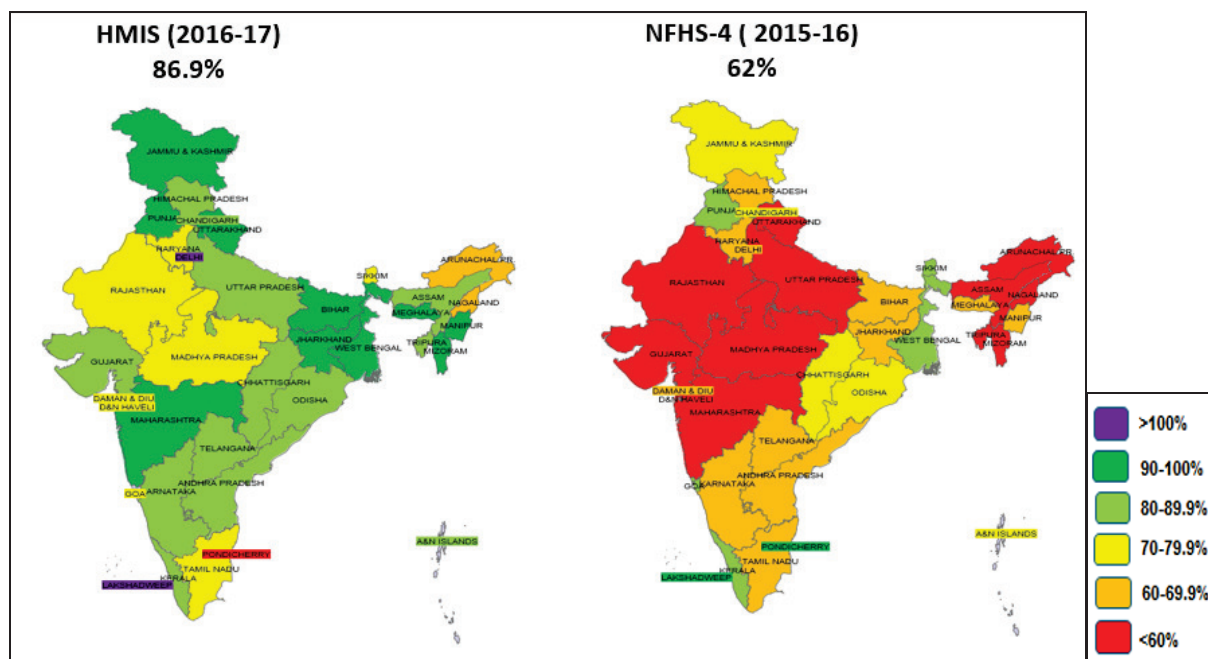 HMIS (2016-17)
86.9%
JAMMU & KASHMIR
HIMACHAL PRADESH
PUNJA
CHANDIGARH
UTTARAKHAND
HARYANA
DELHI
RAJASTHAN
UTTAR PRADESH
SIKKIM
ARUNACHAL PR.
ASSAM
NAGALAND
MEGHALAYA
MANIPUR
BIHAR
TRIPURA
MIZORAM
JHARKHAND
WEST BENGAL
GUJARAT
MADHYA PRADESH
CHHATTISGARH
DAMAN & DIU
D&N HAVELI
ODISHA
MAHARASHTRA
TELANGANA
ANDHRA PRADESH
GOA
ARNATAKA
A&N ISLANDS
PONDICHERRY
TAMIL NADU
KERALA
LAKSHADWEEP
NFHS-4 ( 2015-16)
62%
JAMMU & KASHMIR
HIMACHAL PRADESH
PUNJA
CHANDIGARH
UTTARAKHAND
HARYANA
DELHI
RAJASTHAN
UTTAR PRADESH
SIKKIM
ARUNACHAL PR.
ASSAM
NAGALAND
MEGHALAYA
MANIPUR
BIHAR
TRIPURA
MIZORAM
JHARKHAND
WEST BENGAL
GUJARAT
MADHYA PRADESH
CHHATTISGARH
DAMAN & DIU
D&N HAVELI
ODISHA
MAHARASHTRA
TELANGANA
ANDHRA PRADESH
GOA
KARNATAKA
A&N ISLANDS
PONDICHERRY
TAMIL NADU
KERALA
LAKSHADWEEP
>100%
90-100%
80-89.9%
70-79.9%
60-69.9%
<60%